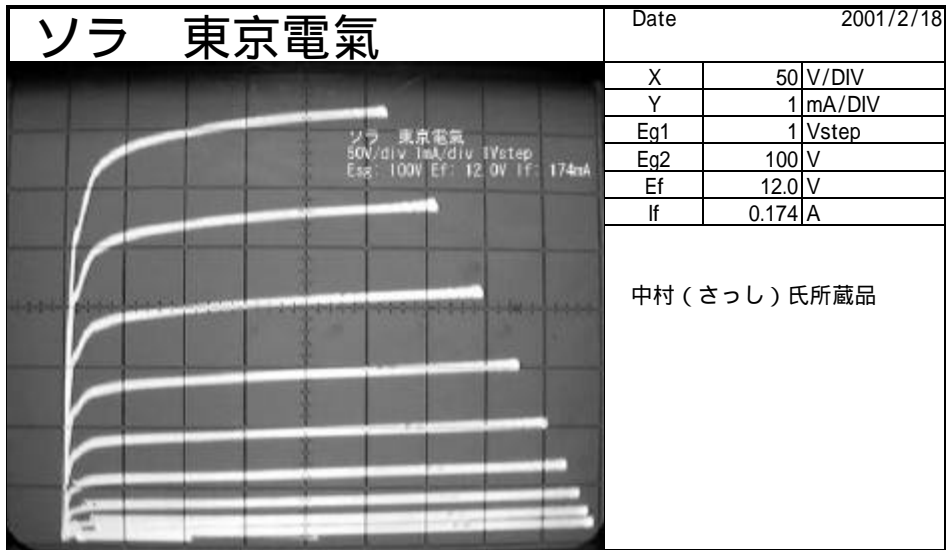 ソラ 東京電氣
Date 2001/2/18
X 50 V/DIV
Y 1 mA/DIV
Eg1 1 Vstep
Eg2 100 V
Ef 12.0 V
If 0.174 A
中村(さっし)氏所蔵品
ソラ 東京電氣
50V/div 1mA/div 1Vstep
Esg: 100V Ef: 12.0V If: 174mA